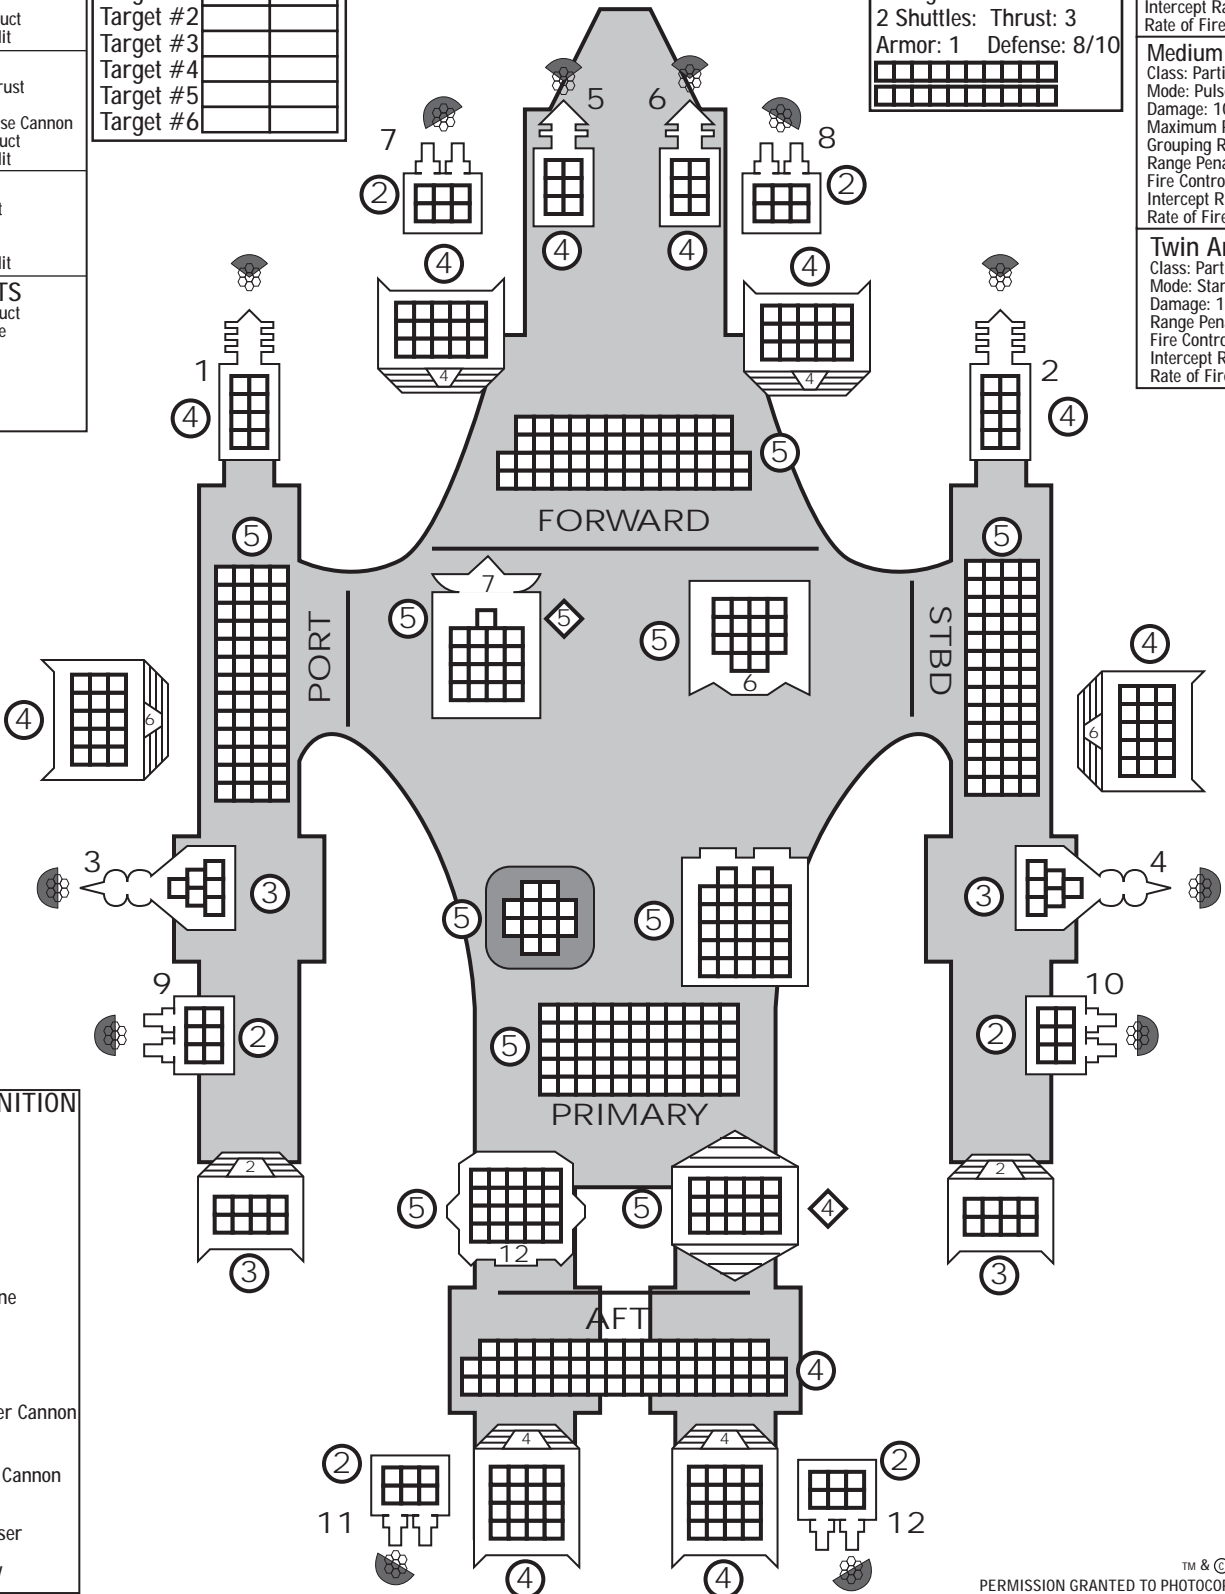 uct
lit
rust
se Cannon
uct
lit
t
lit
TS
uct
e
Target #2
Target #3
Target #4
Target #5
Target #6
2 Shuttles: Thrust: 3
Armor: 1 Defense: 8/10
Intercept Ra
Rate of Fire
Medium
Class: Parti
Mode: Puls
Damage: 10
Maximum P
Grouping R
Range Pena
Fire Contro
Intercept R
Rate of Fire
Twin Ar
Class: Part
Mode: Star
Damage: 1
Range Pen
Fire Contro
Intercept R
Rate of Fire
5 6
7 8
2 2
4 4
4 4
4 4
1 2
4 4
5
FORWARD
5 5
7
5 5
5
6
PORT
STBD
4 4
6 6
3 4
3 3
5 5
9 10
2 2
5
PRIMARY
NITION
2 2
5 5 4
12
3 3
ne
AFT
4
er Cannon
4 4
2 2
Cannon
11 12
ser
y
4 4
TM & ©
PERMISSION GRANTED TO PHOTOCO